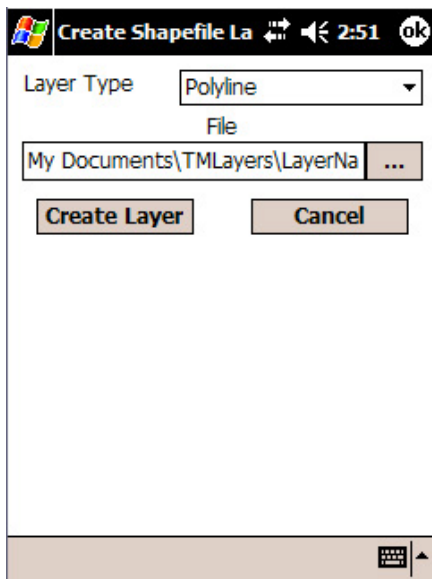 Create Shapefile La 2:51 ok
Layer Type Polyline
File
My Documents\TMLayers\LayerNa ...
Create Layer Cancel